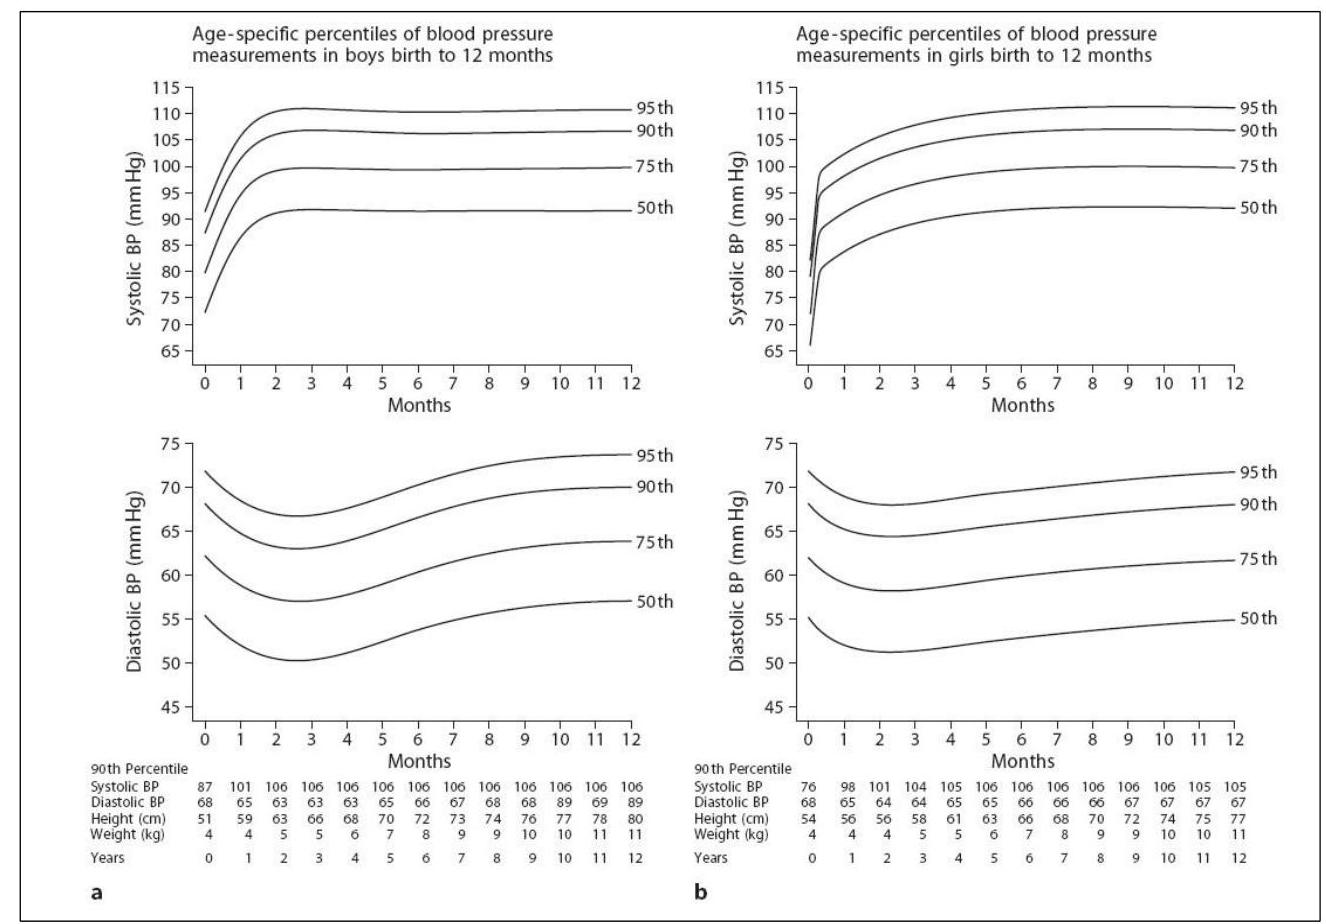 Age-specific percentiles of blood pressure
measurements in boys birth to 12 months
115
110
105
100
95
90
85
80
75
70
65
Systolic BP (mm Hg)
95th
90th
75th
50th
0 1 2 3 4 5 6 7 8 9 10 11 12
Months
75
70
65
60
55
50
45
Diastolic BP (mm Hg)
95th
90th
75th
50th
0 1 2 3 4 5 6 7 8 9 10 11 12
Months
90th Percentile
Systolic BP 87 101 106 106 106 106 106 106 106 106 106 106 106
Diastolic BP 68 65 63 63 63 65 66 67 68 68 89 69 89
Height (cm) 51 59 63 66 68 70 72 73 74 76 77 78 80
Weight (kg) 4 4 5 5 6 7 8 9 9 10 10 11 11
Years 0 1 2 3 4 5 6 7 8 9 10 11 12
a
Age-specific percentiles of blood pressure
measurements in girls birth to 12 months
115
110
105
100
95
90
85
80
75
70
65
Systolic BP (mm Hg)
95th
90th
75th
50th
0 1 2 3 4 5 6 7 8 9 10 11 12
Months
75
70
65
60
55
50
45
Diastolic BP (mm Hg)
95th
90th
75th
50th
0 1 2 3 4 5 6 7 8 9 10 11 12
Months
90th Percentile
Systolic BP 76 98 101 104 105 106 106 106 106 106 106 105 105
Diastolic BP 68 65 64 64 65 65 66 66 66 67 67 67 67
Height (cm) 54 56 56 58 61 63 66 68 70 72 74 75 77
Weight (kg) 4 4 4 5 5 6 7 8 9 9 10 10 11
Years 0 1 2 3 4 5 6 7 8 9 10 11 12
b